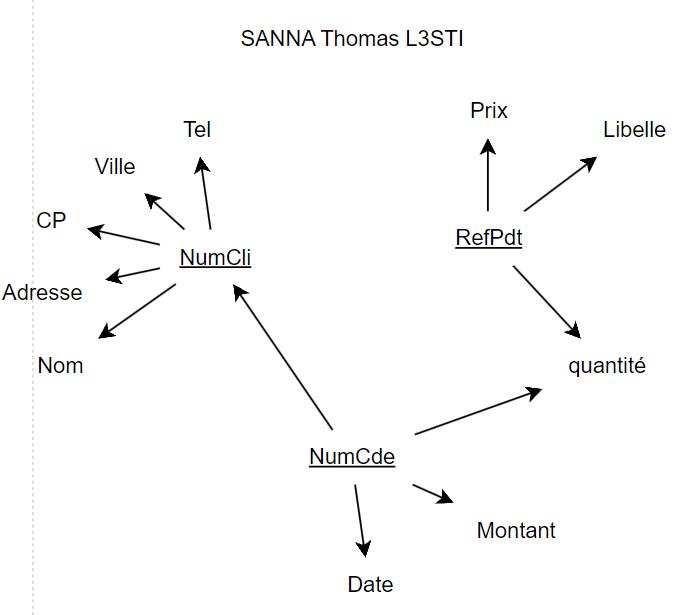 SANNA Thomas L3STI
Prix
Tel
Libelle
Ville
CP
RefPdt
NumCli
Adresse
Nom
quantité
NumCde
Montant
Date